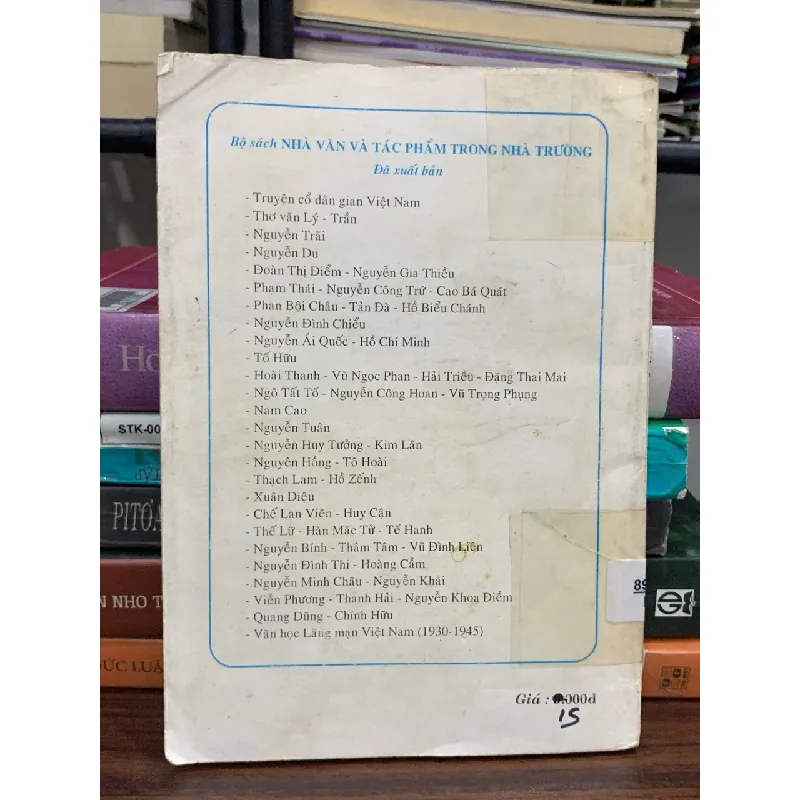 Bộ sách NHÀ VĂN VÀ TÁC PHẨM TRONG NHÀ TRƯỜNG
Đã xuất bản
- Truyện cổ dân gian Việt Nam
- Thơ văn Lý - Trần
- Nguyễn Trãi
- Nguyễn Du
- Đoàn Thị Điểm - Nguyễn Gia Thiều
- Phạm Thái - Nguyễn Công Trứ - Cao Bá Quát
- Phan Bội Châu - Tản Đà - Hồ Biểu Chánh
- Nguyễn Đình Chiểu
- Nguyễn Ái Quốc - Hồ Chí Minh
- Tố Hữu
- Hoài Thanh - Vũ Ngọc Phan - Hải Triều - Đặng Thai Mai
- Ngô Tất Tố - Nguyễn Công Hoan - Vũ Trọng Phụng
- Nam Cao
- Nguyễn Tuân
- Nguyễn Huy Tưởng - Kim Lân
- Nguyên Hồng - Tô Hoài
- Thạch Lam - Hồ Zếnh
- Xuân Diệu
- Chế Lan Viên - Huy Cận
- Thế Lữ - Hàn Mặc Tử - Tế Hanh
- Nguyễn Bính - Thâm Tâm - Vũ Đình Liên
- Nguyễn Đình Thi - Hoàng Cầm
- Nguyễn Minh Châu - Nguyễn Khải
- Viễn Phương - Thanh Hải - Nguyễn Khoa Điềm
- Quang Dũng - Chính Hữu
- Văn học Lãng mạn Việt Nam (1930-1945)
Giá : .000đ
15
STK-00
NHO
ĐỨC